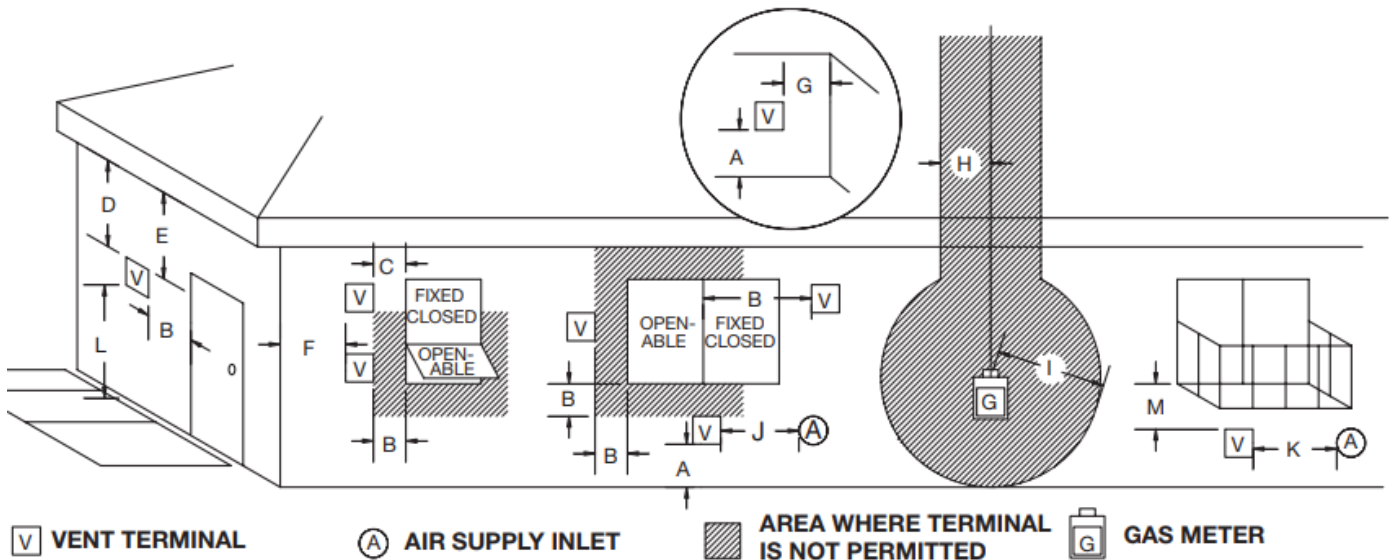 G
V
A
H
D
E
C
V
V
B
L
F
FIXED
CLOSED
OPEN-
ABLE
V
B
V
OPEN-
ABLE
FIXED
CLOSED
B
V
B
B
V
J
A
A
I
G
M
V
K
A
V VENT TERMINAL
A AIR SUPPLY INLET
AREA WHERE TERMINAL
IS NOT PERMITTED
G GAS METER